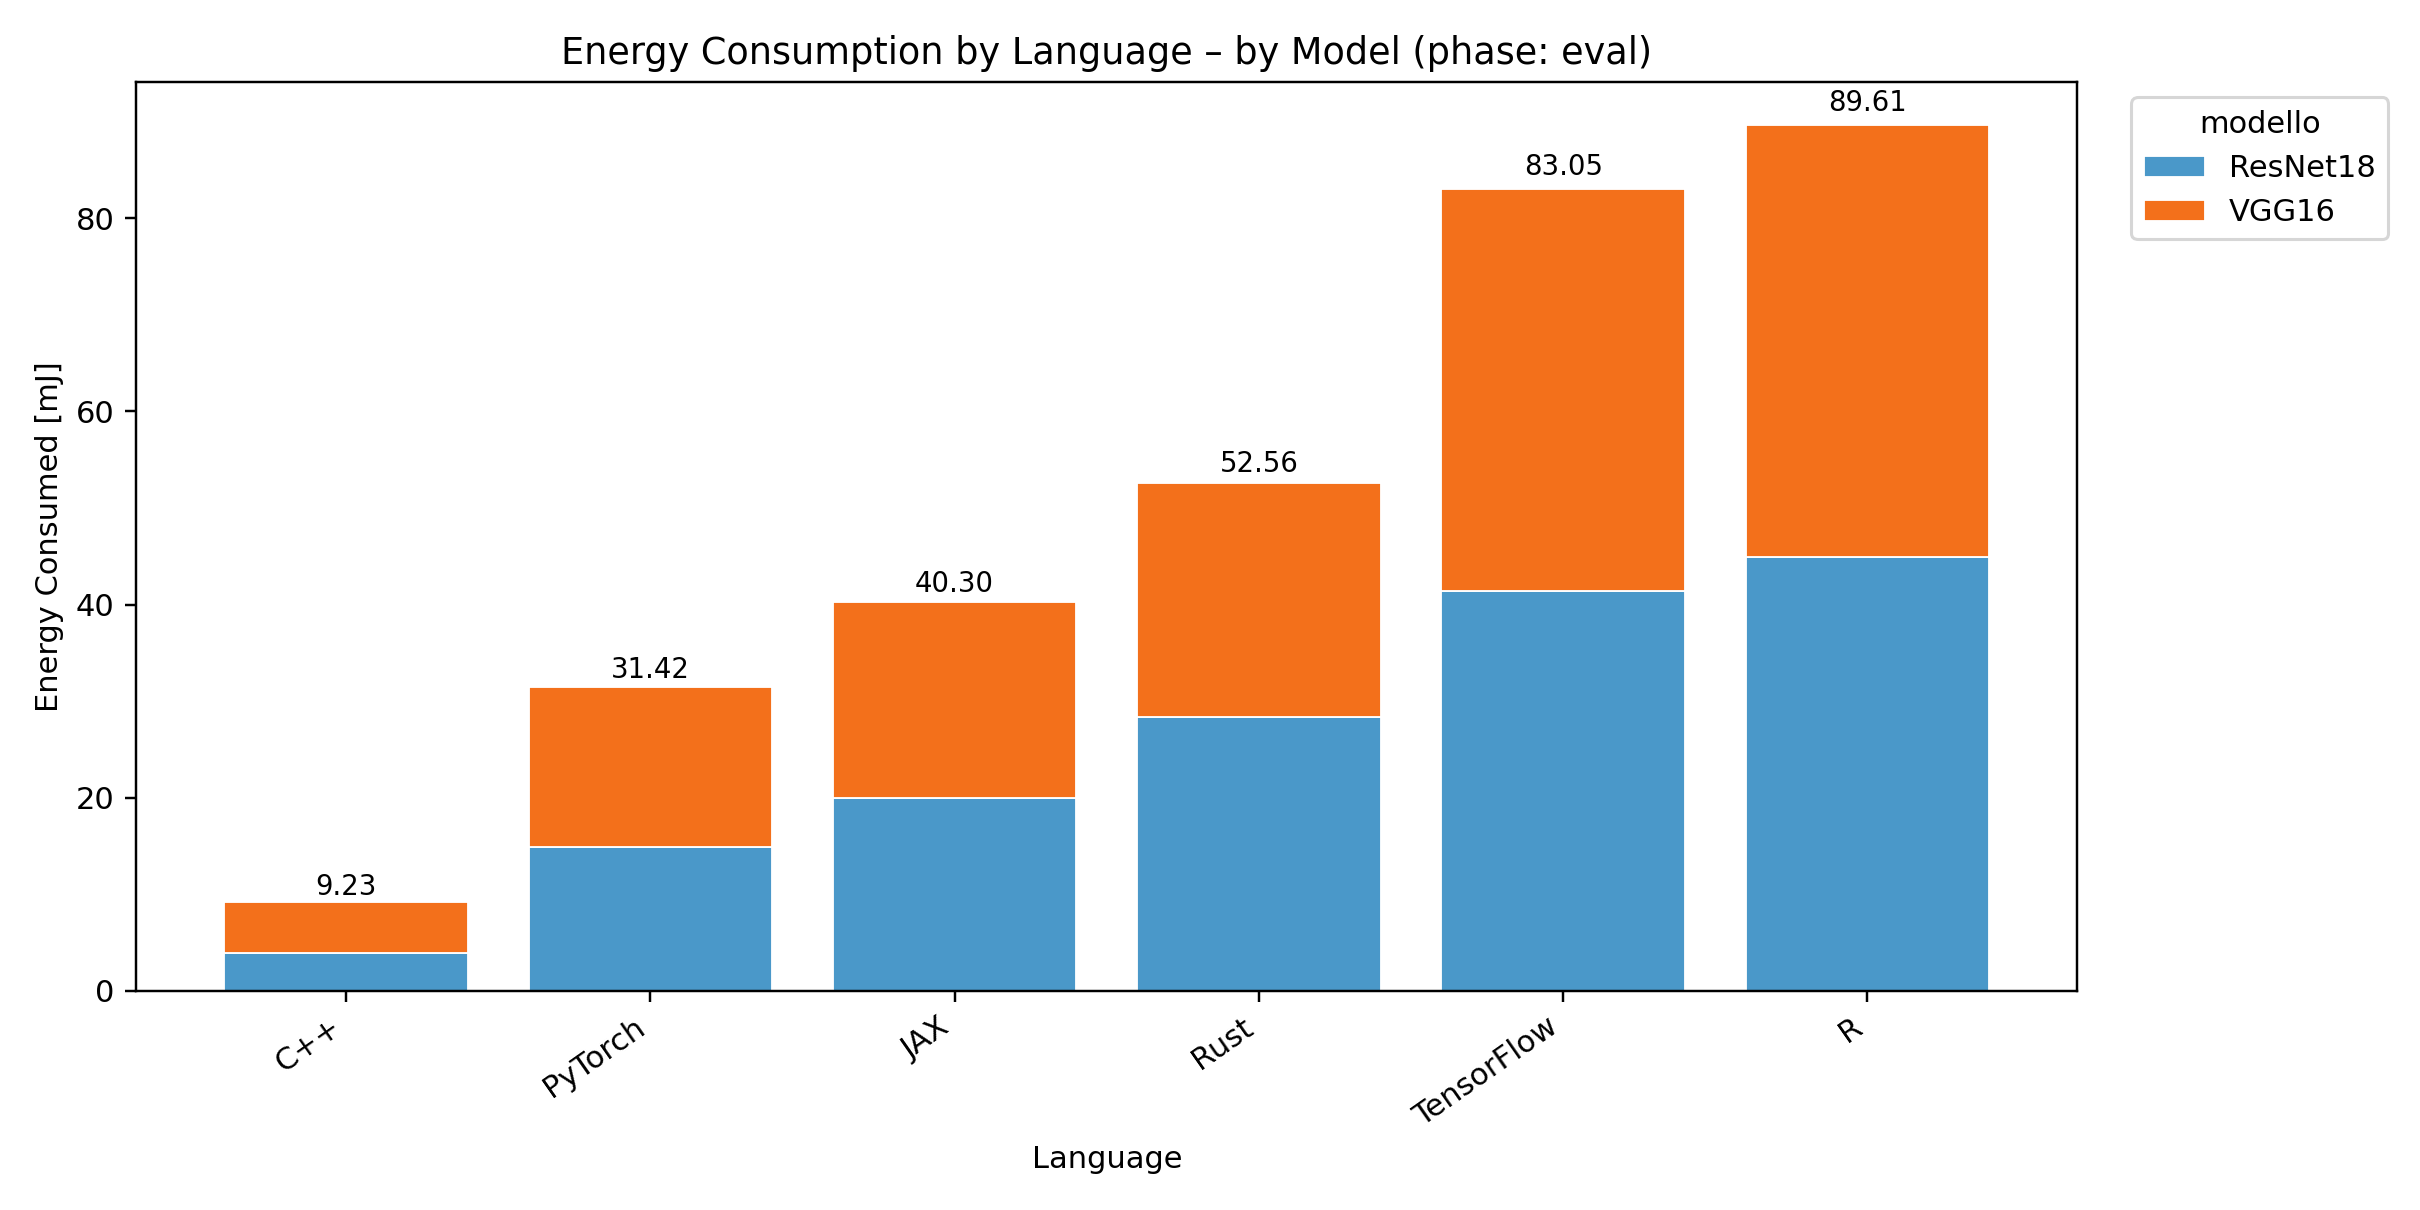 Energy Consumption by Language – by Model (phase: eval)
Energy Consumed [mJ]
80
60
40
20
0
9.23
31.42
40.30
52.56
83.05
89.61
C++
PyTorch
JAX
Rust
TensorFlow
R
Language
modello
ResNet18
VGG16